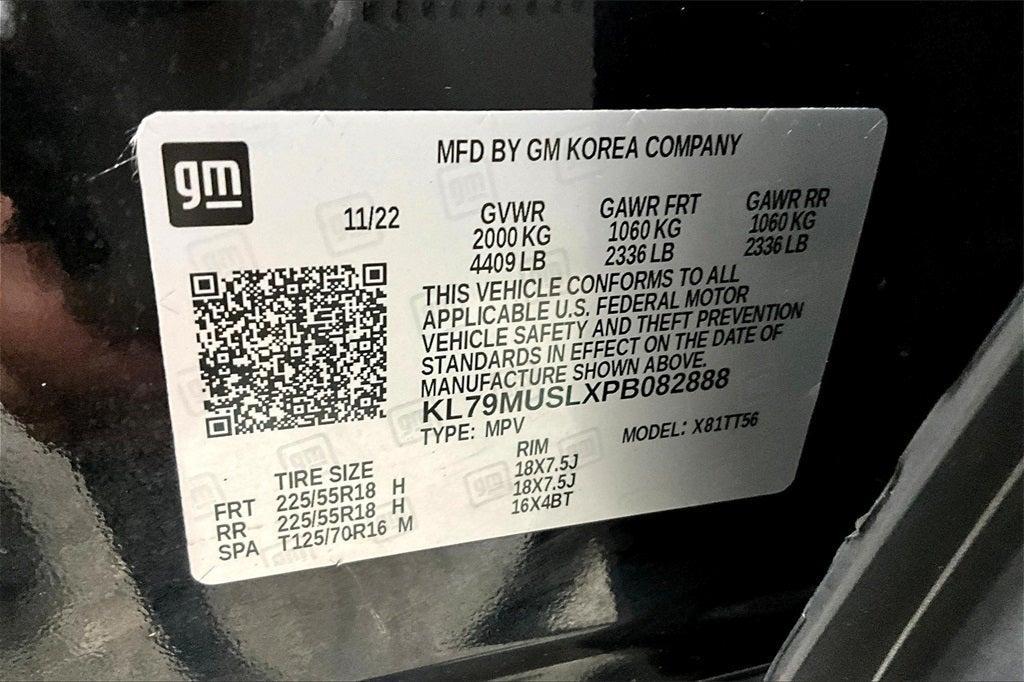 gm
MFD BY GM KOREA COMPANY
11/22
GVWR GAWR FRT GAWR RR
2000 KG 1060 KG 1060 KG
4409 LB 2336 LB 2336 LB
THIS VEHICLE CONFORMS TO ALL
APPLICABLE U.S. FEDERAL MOTOR
VEHICLE SAFETY AND THEFT PREVENTION
STANDARDS IN EFFECT ON THE DATE OF
MANUFACTURE SHOWN ABOVE.
KL79MUSLXPB082888
TYPE: MPV MODEL: X81TT56
TIRE SIZE RIM
FRT 225/55R18 H 18X7.5J
RR 225/55R18 H 18X7.5J
SPA T125/70R16 M 16X4BT